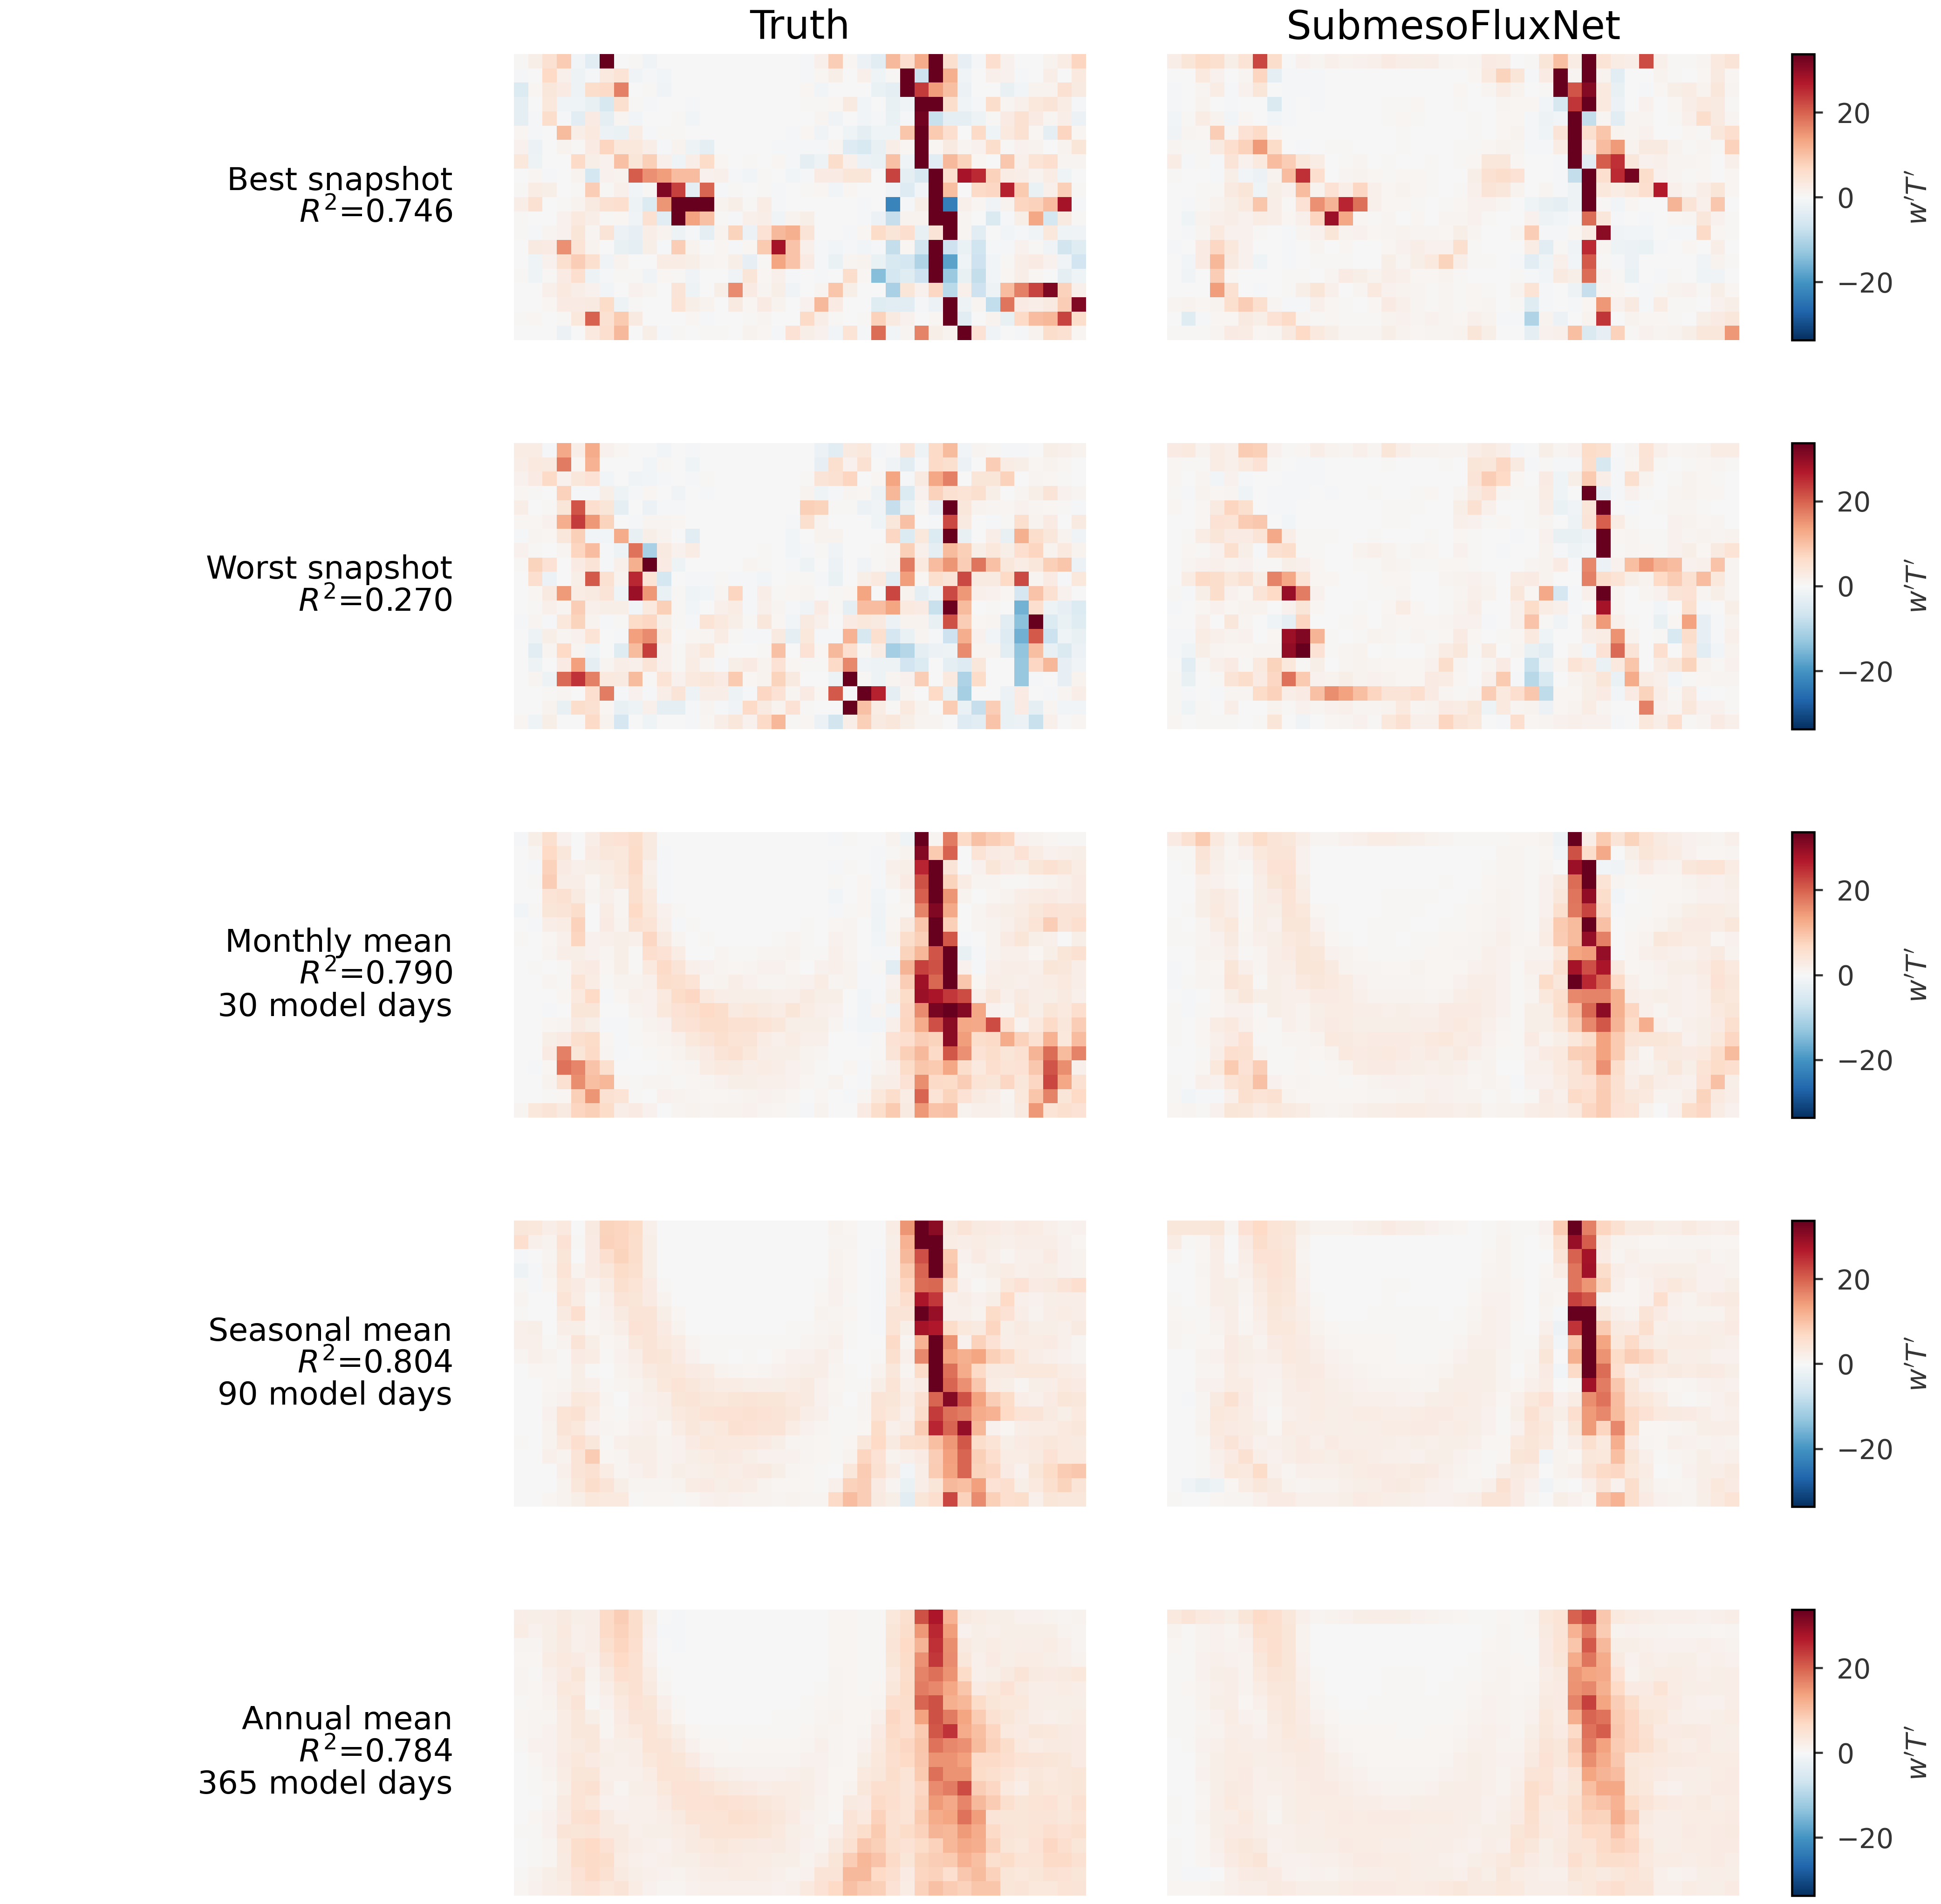 Truth
SubmesoFluxNet
Best snapshot
R²=0.746
20
0
−20
w′T′
Worst snapshot
R²=0.270
20
0
−20
w′T′
Monthly mean
R²=0.790
30 model days
20
0
−20
w′T′
Seasonal mean
R²=0.804
90 model days
20
0
−20
w′T′
Annual mean
R²=0.784
365 model days
20
0
−20
w′T′